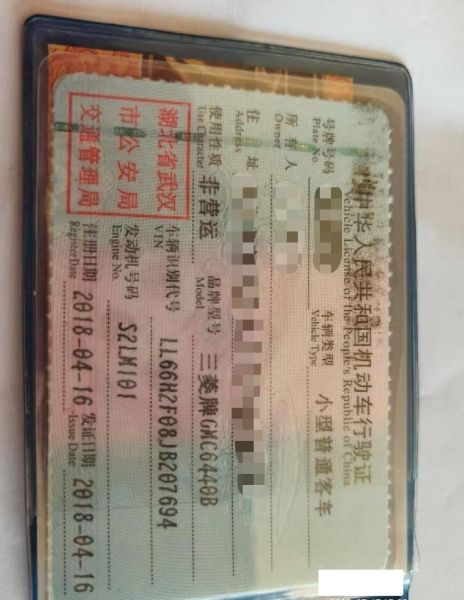 中华人民共和国机动车行驶证
Vehicle License of the People's Republic of China
号牌号码 车辆类型 小型普通客车
Plate No. Vehicle Type
所有人
Owner
住址
Address
使用性质 非营运 品牌型号 三菱牌GMC6440B
Use Character Model
湖北省武汉
市公安局
交通管理局
车辆识别代号 LL66H2F08JB207694
VIN
发动机号码 S2LM101
Engine No.
注册日期 2018-04-16 发证日期 2018-04-16
Register Date Issue Date